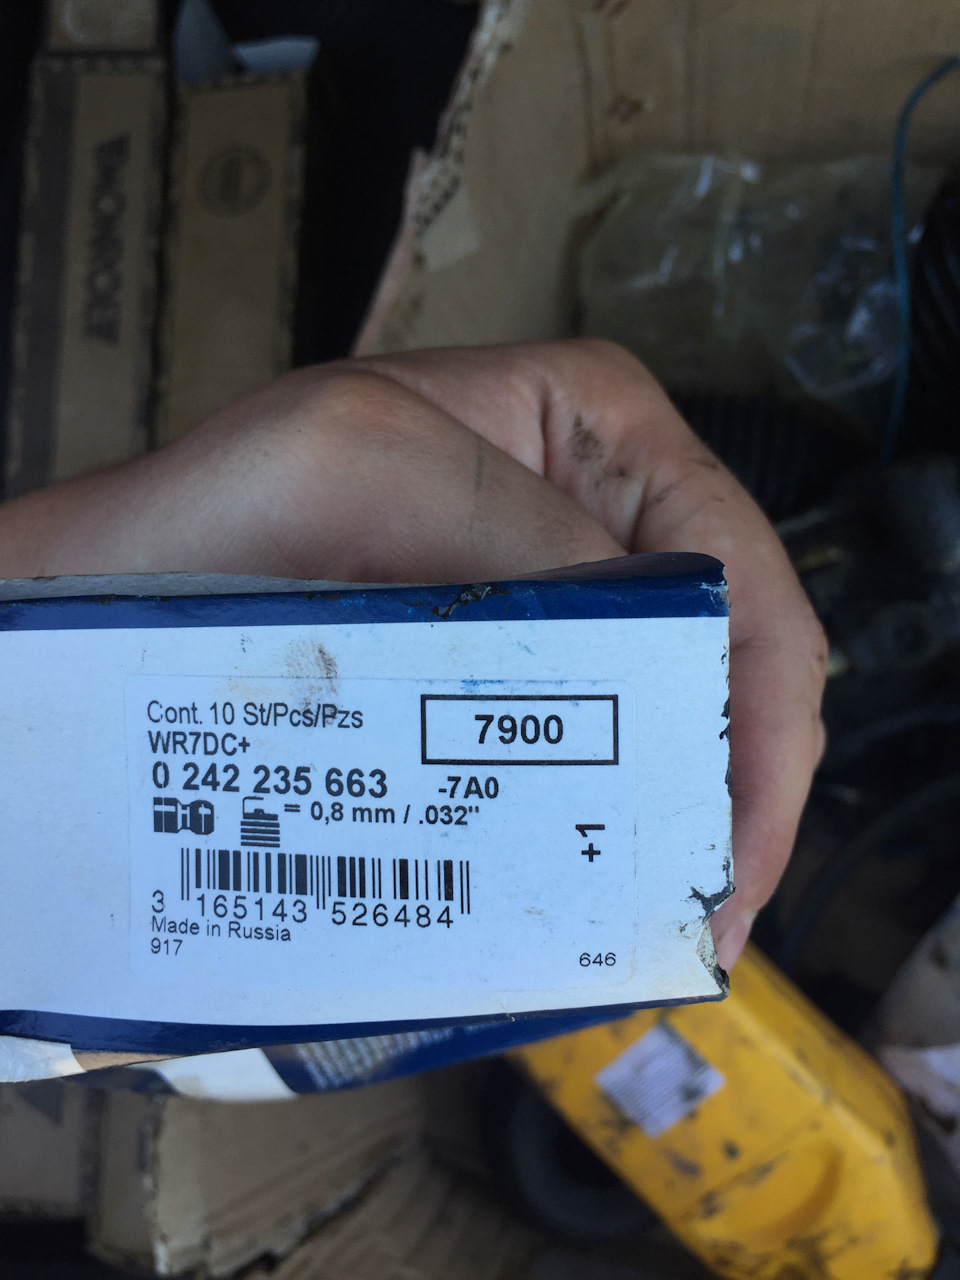 MONROE
Cont. 10 St/Pcs/Pzs
WR7DC+
7900
0 242 235 663 -7A0
= 0,8 mm / .032"
+1
3 165143 526484
Made in Russia
917
646